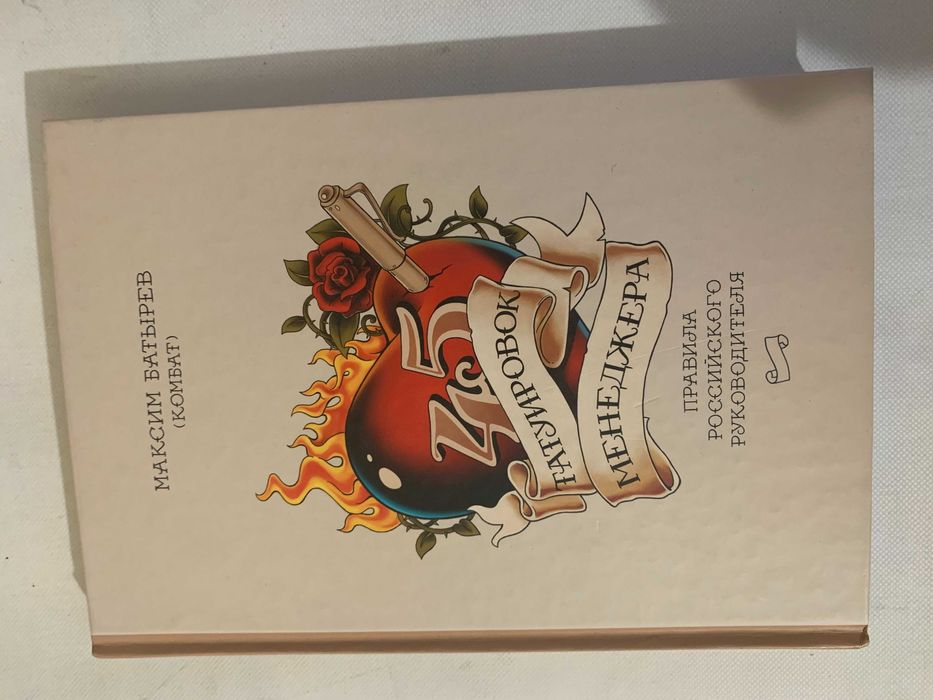 МАКСИМ БАТЫРЕВ
(КОМБАТ)
45
ТАТУИРОВОК
МЕНЕДЖЕРА
ПРАВИЛА
РОССИЙСКОГО
РУКОВОДИТЕЛЯ